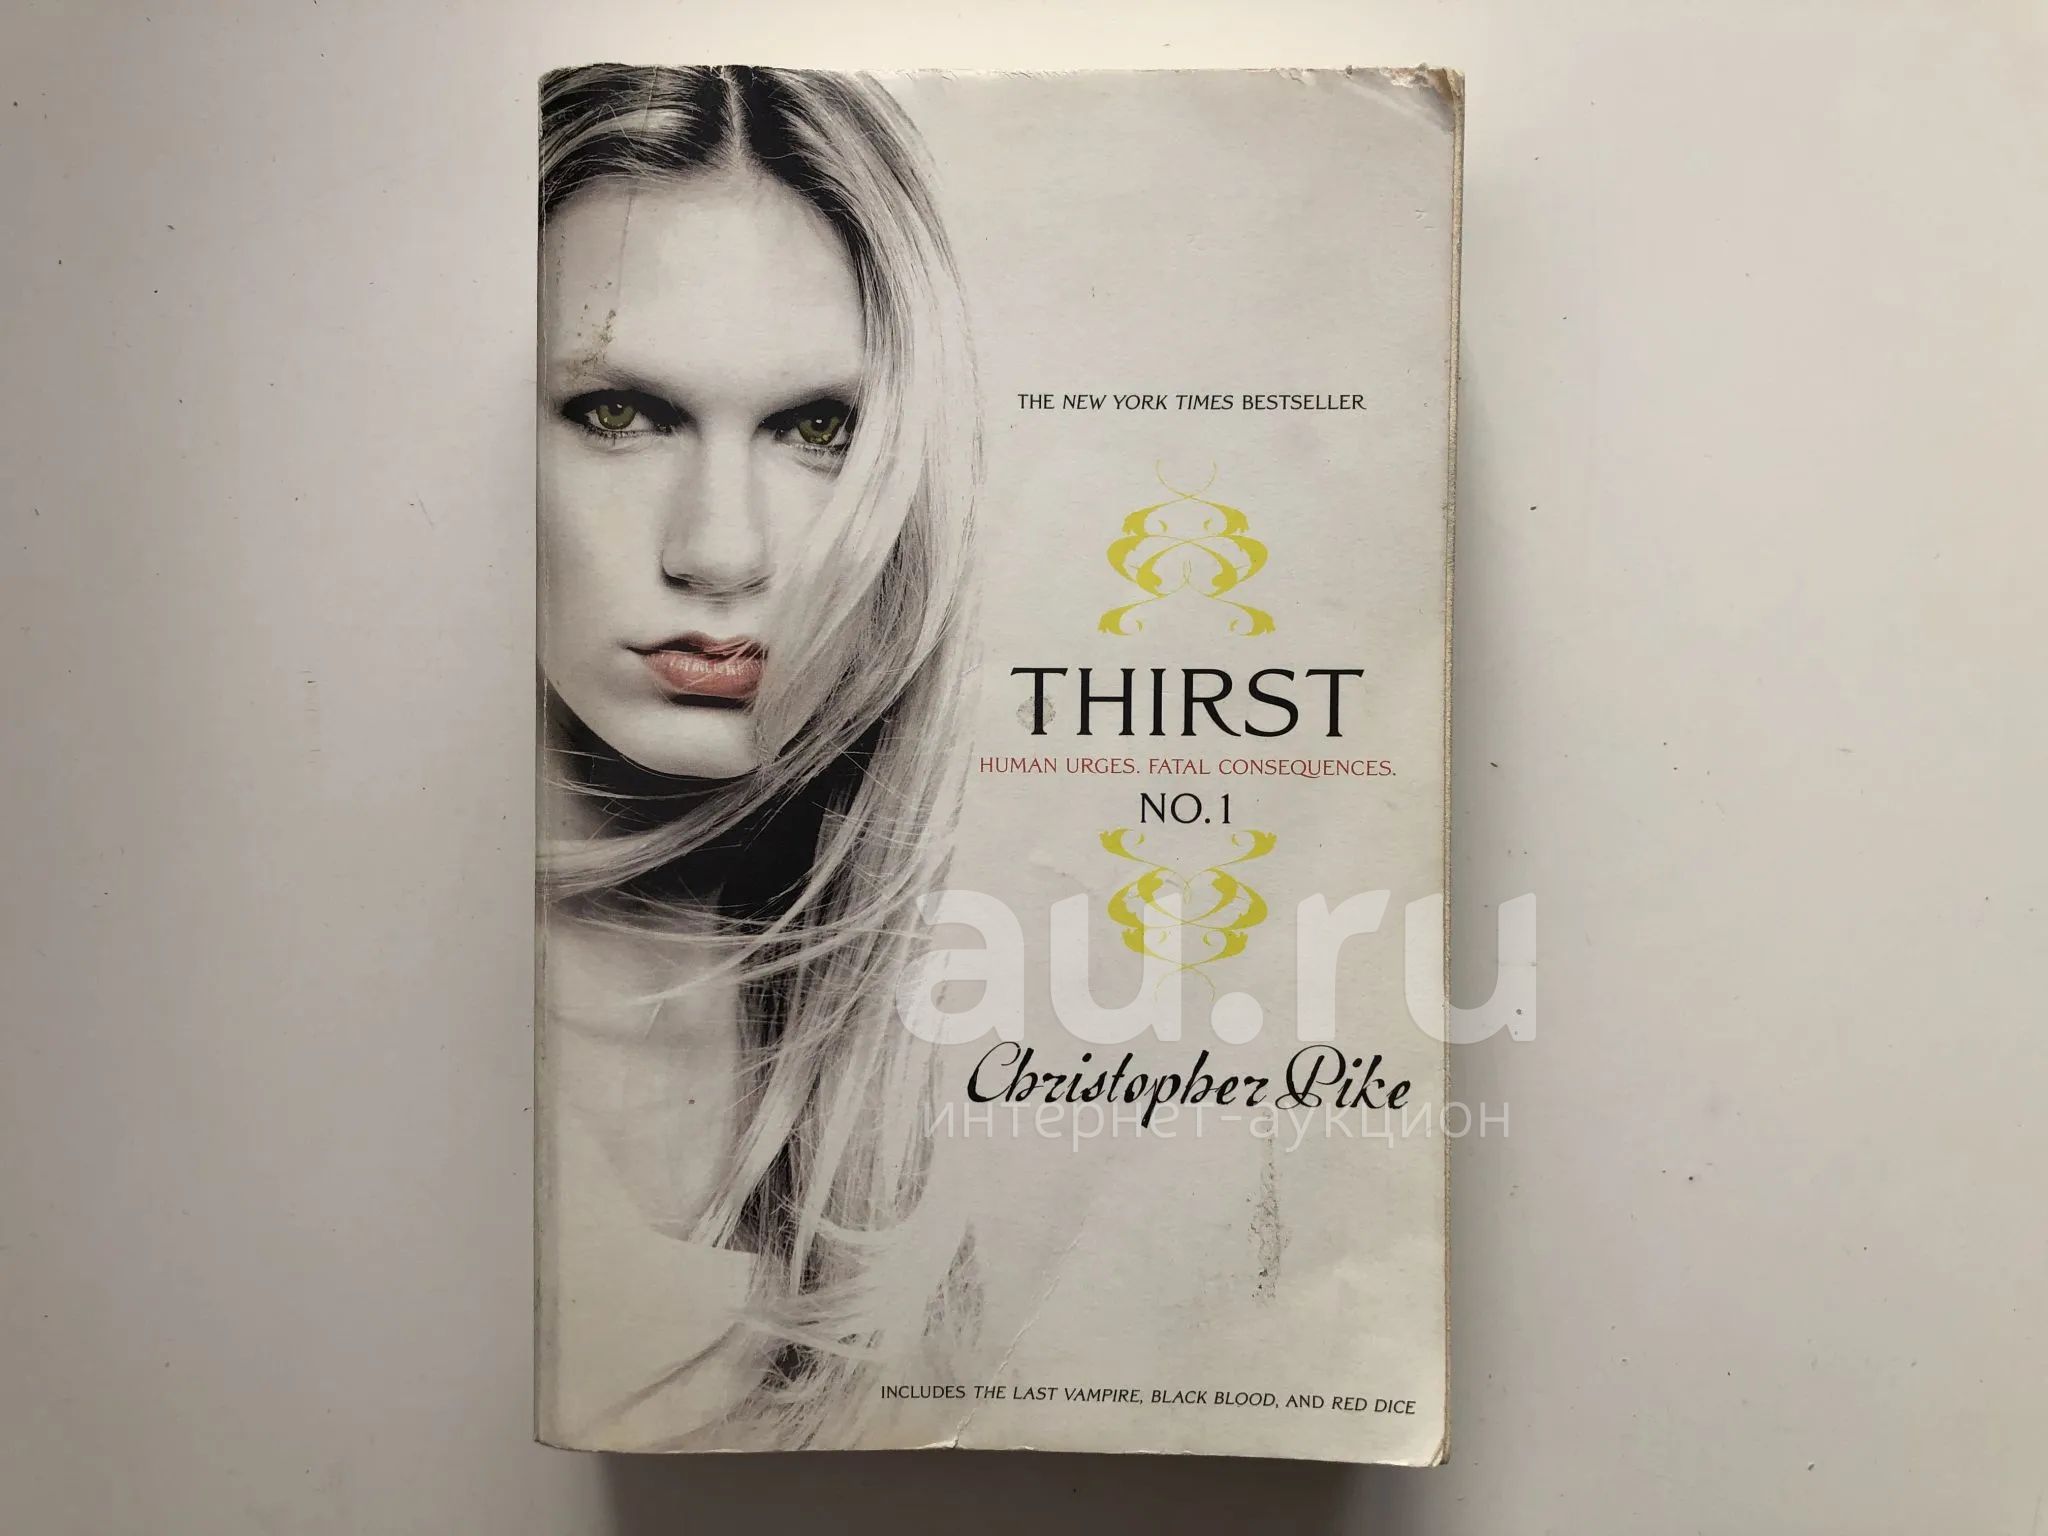 THE NEW YORK TIMES BESTSELLER
THIRST
HUMAN URGES. FATAL CONSEQUENCES.
NO. 1
au.ru
Christopher Pike
интернет-аукцион
INCLUDES THE LAST VAMPIRE, BLACK BLOOD, AND RED DICE